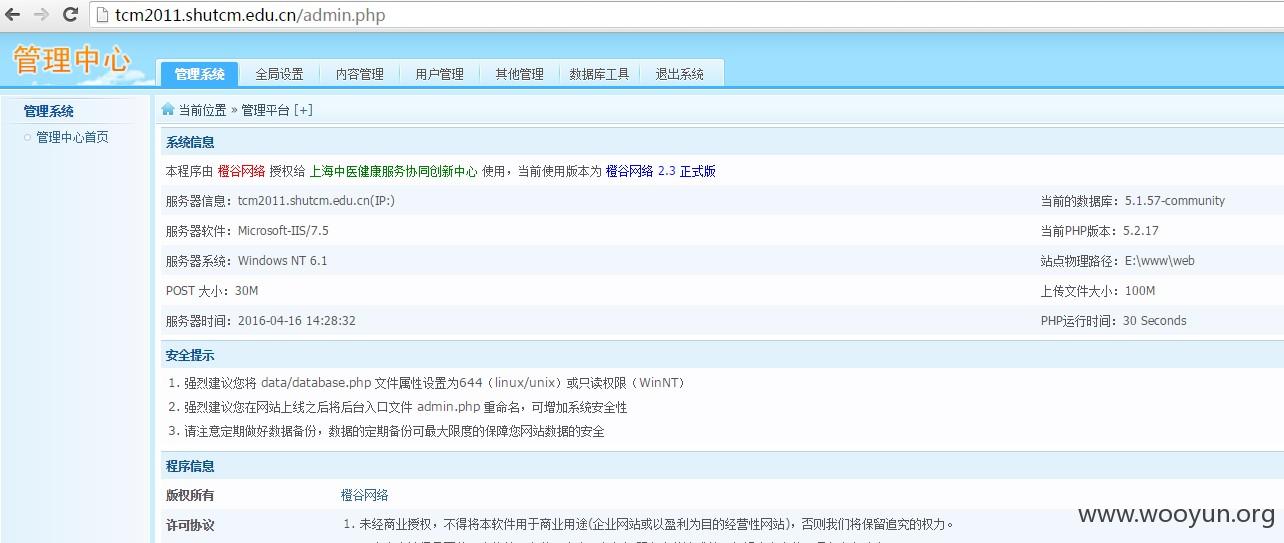 tcm2011.shutcm.edu.cn/admin.php
管理中心
管理系统 全局设置 内容管理 用户管理 其他管理 数据库工具 退出系统
管理系统
管理中心首页
当前位置 » 管理平台 [+]
系统信息
本程序由 橙谷网络 授权给 上海中医健康服务协同创新中心 使用，当前使用版本为 橙谷网络 2.3 正式版
服务器信息：tcm2011.shutcm.edu.cn(IP:) 当前的数据库：5.1.57-community
服务器软件：Microsoft-IIS/7.5 当前PHP版本：5.2.17
服务器系统：Windows NT 6.1 站点物理路径：E:\www\web
POST 大小：30M 上传文件大小：100M
服务器时间：2016-04-16 14:28:32 PHP运行时间：30 Seconds
安全提示
1. 强烈建议您将 data/database.php 文件属性设置为644（linux/unix）或只读权限（WinNT）
2. 强烈建议您在网站上线之后将后台入口文件 admin.php 重命名，可增加系统安全性
3. 请注意定期做好数据备份，数据的定期备份可最大限度的保障您网站数据的安全
程序信息
版权所有 橙谷网络
许可协议 1. 未经商业授权，不得将本软件用于商业用途(企业网站或以盈利为目的经营性网站)，否则我们将保留追究的权力。
www.wooyun.org